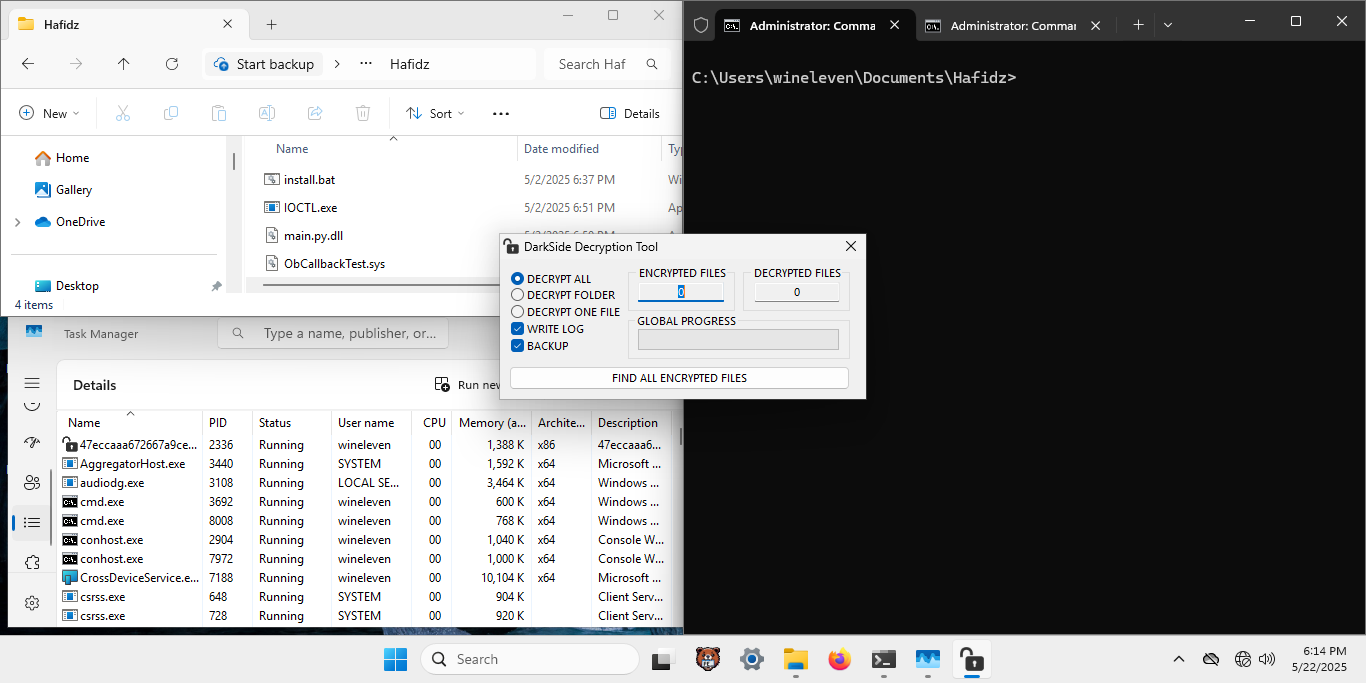 Hafidz
Start backup
Hafidz
Search Haf
New
Sort
Details
Home
Gallery
OneDrive
Desktop
4 items
Name
Date modified
install.bat
5/2/2025 6:37 PM
IOCTL.exe
5/2/2025 6:51 PM
main.py.dll
ObCallbackTest.sys
Administrator: Comma
Administrator: Comma
C:\Users\wineleven\Documents\Hafidz>
DarkSide Decryption Tool
DECRYPT ALL
DECRYPT FOLDER
DECRYPT ONE FILE
WRITE LOG
BACKUP
ENCRYPTED FILES
0
DECRYPTED FILES
0
GLOBAL PROGRESS
FIND ALL ENCRYPTED FILES
Task Manager
Type a name, publisher, or...
Details
Run new
Name PID Status User name CPU Memory (a... Archite... Description
47eccaaa672667a9ce... 2336 Running wineleven 00 1,388 K x86 47eccaaa6...
AggregatorHost.exe 3440 Running SYSTEM 00 1,592 K x64 Microsoft ...
audiodg.exe 3108 Running LOCAL SE... 00 3,464 K x64 Windows ...
cmd.exe 3692 Running wineleven 00 600 K x64 Windows ...
cmd.exe 8008 Running wineleven 00 768 K x64 Windows ...
conhost.exe 2904 Running wineleven 00 1,040 K x64 Console W...
conhost.exe 7972 Running wineleven 00 1,000 K x64 Console W...
CrossDeviceService.e... 7188 Running wineleven 00 10,104 K x64 Microsoft ...
csrss.exe 648 Running SYSTEM 00 904 K Client Serv...
csrss.exe 728 Running SYSTEM 00 920 K Client Serv...
Search
6:14 PM
5/22/2025